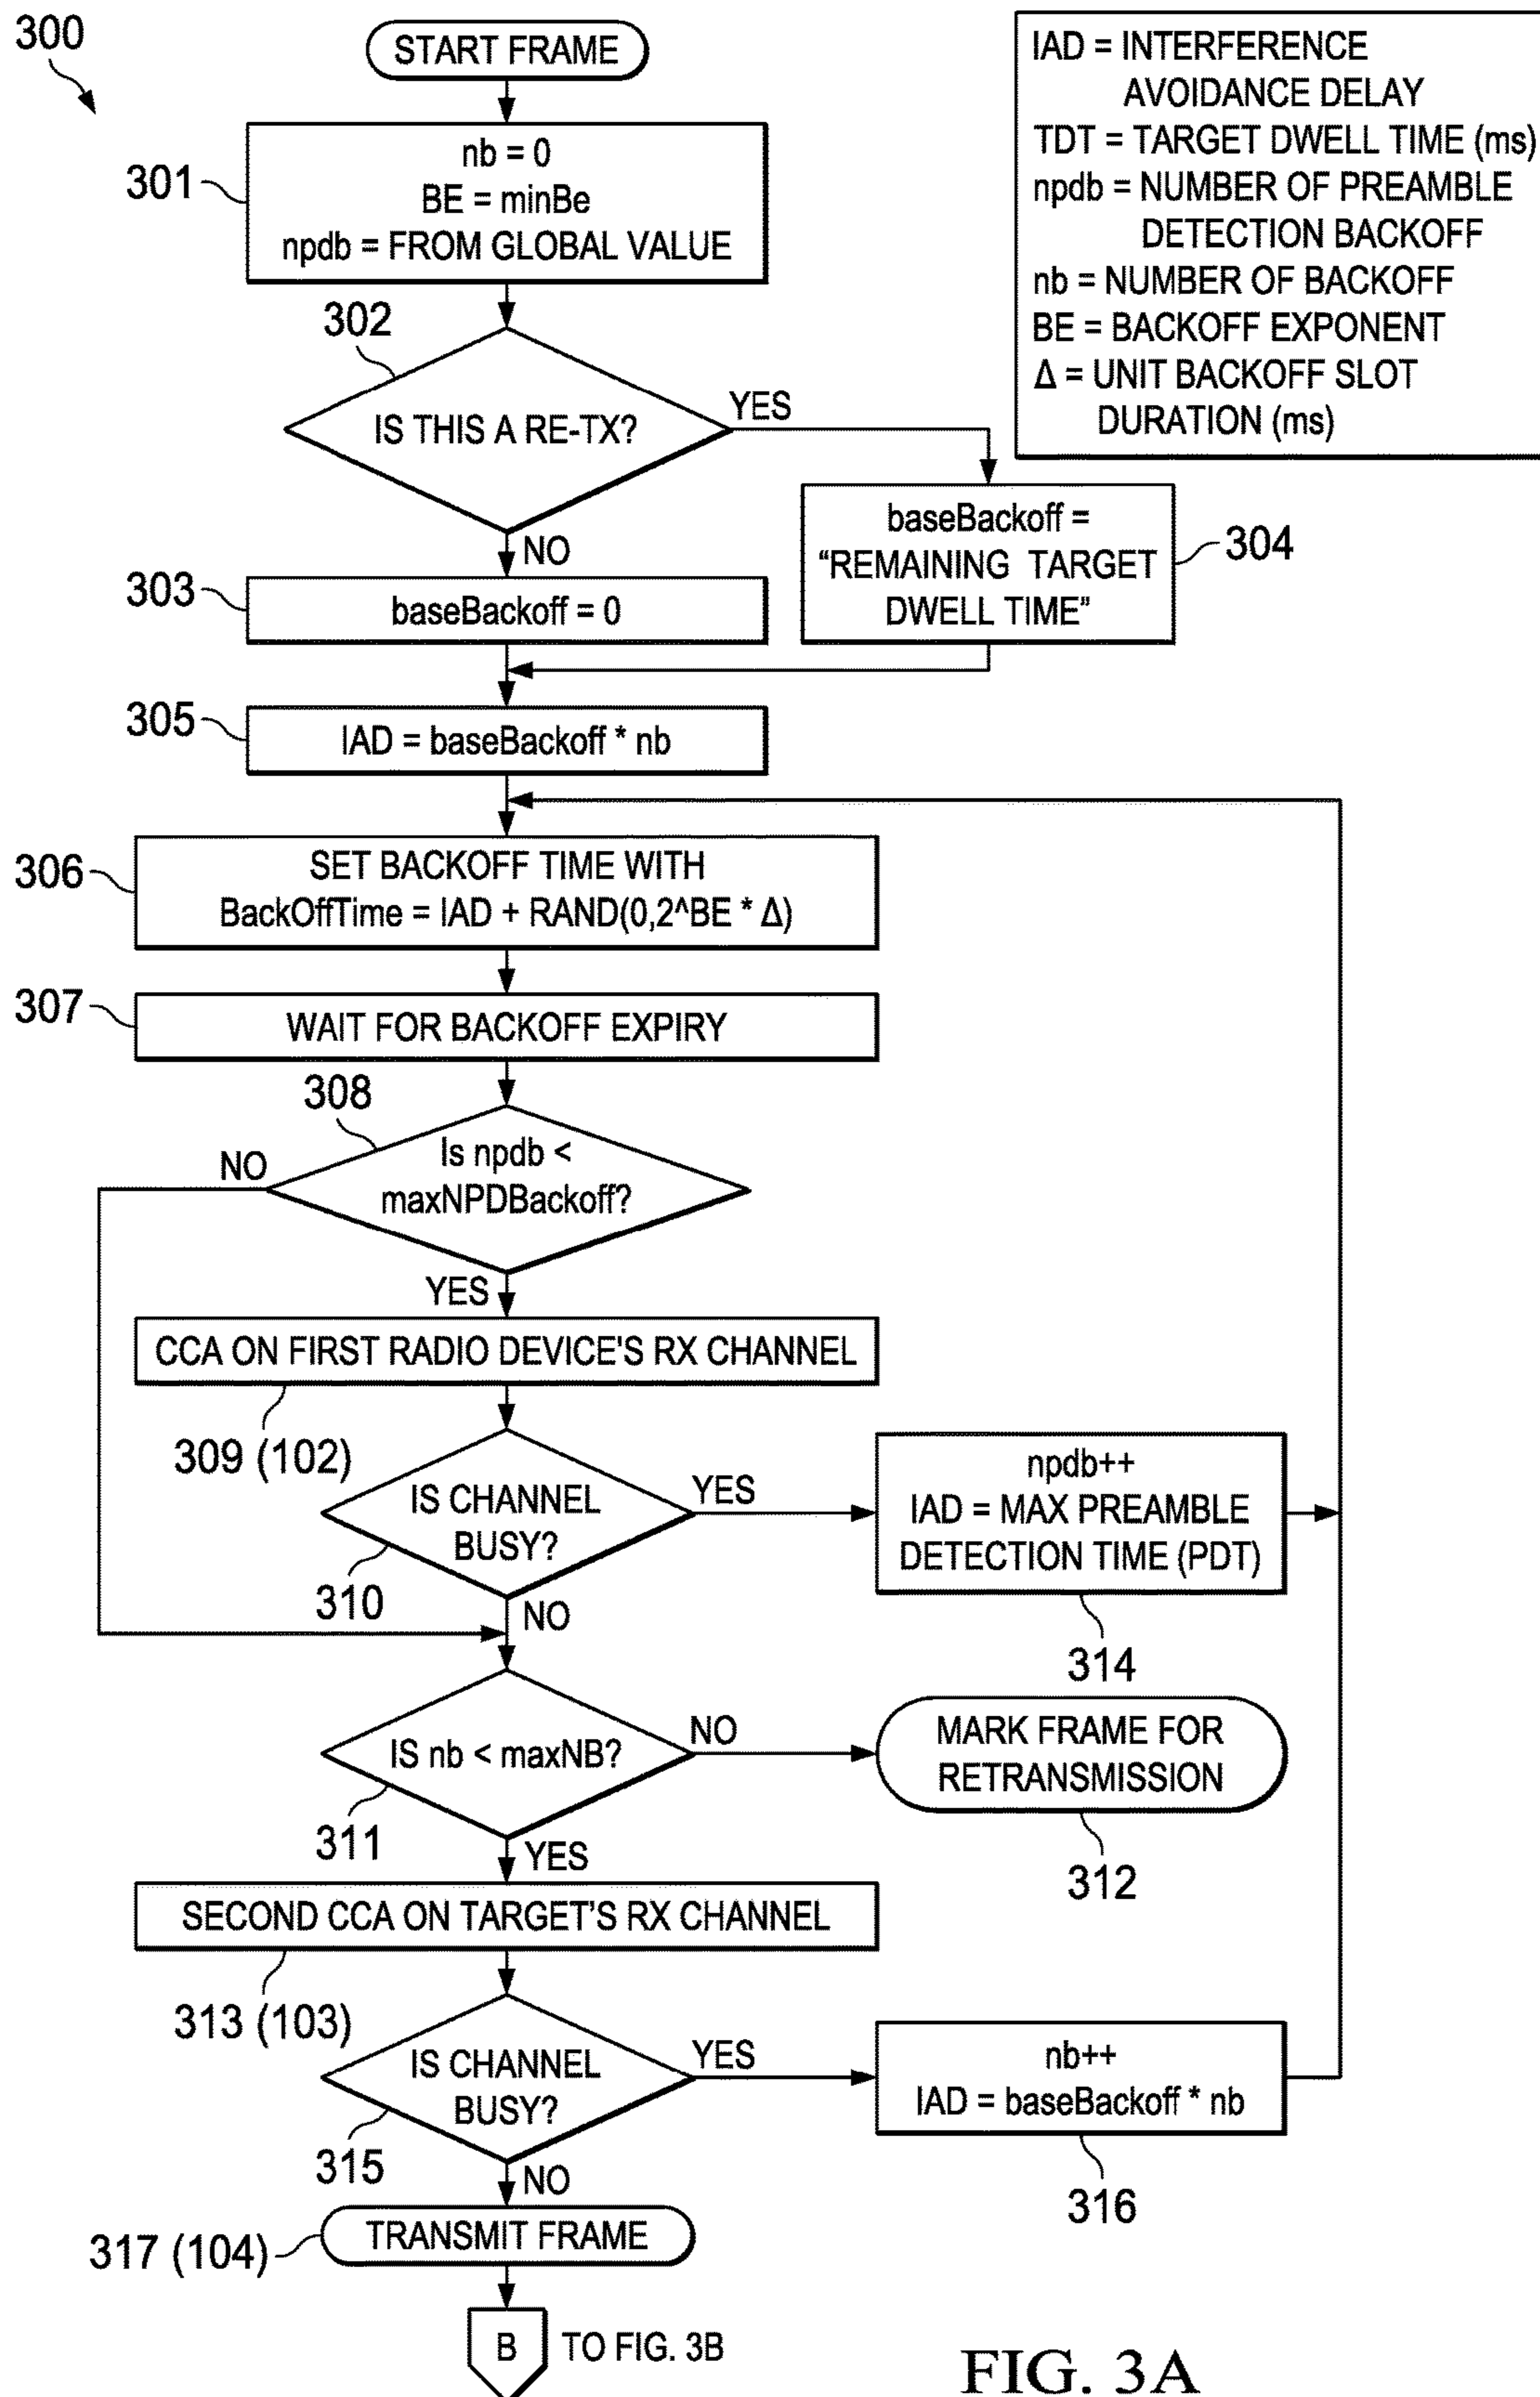 300
START FRAME
IAD = INTERFERENCE
AVOIDANCE DELAY
TDT = TARGET DWELL TIME (ms)
npdb = NUMBER OF PREAMBLE
DETECTION BACKOFF
nb = NUMBER OF BACKOFF
BE = BACKOFF EXPONENT
Δ = UNIT BACKOFF SLOT
DURATION (ms)
301
nb = 0
BE = minBe
npdb = FROM GLOBAL VALUE
302
IS THIS A RE-TX?
YES
NO
baseBackoff =
“REMAINING TARGET
DWELL TIME”
304
303
baseBackoff = 0
305
IAD = baseBackoff * nb
306
SET BACKOFF TIME WITH
BackOffTime = IAD + RAND(0,2^BE * Δ)
307
WAIT FOR BACKOFF EXPIRY
308
Is npdb <
maxNPDBackoff?
NO
YES
CCA ON FIRST RADIO DEVICE'S RX CHANNEL
309 (102)
IS CHANNEL
BUSY?
310
YES
NO
npdb++
IAD = MAX PREAMBLE
DETECTION TIME (PDT)
314
IS nb < maxNB?
311
NO
YES
MARK FRAME FOR
RETRANSMISSION
312
SECOND CCA ON TARGET'S RX CHANNEL
313 (103)
IS CHANNEL
BUSY?
315
YES
NO
nb++
IAD = baseBackoff * nb
316
317 (104)
TRANSMIT FRAME
B
TO FIG. 3B
FIG. 3A